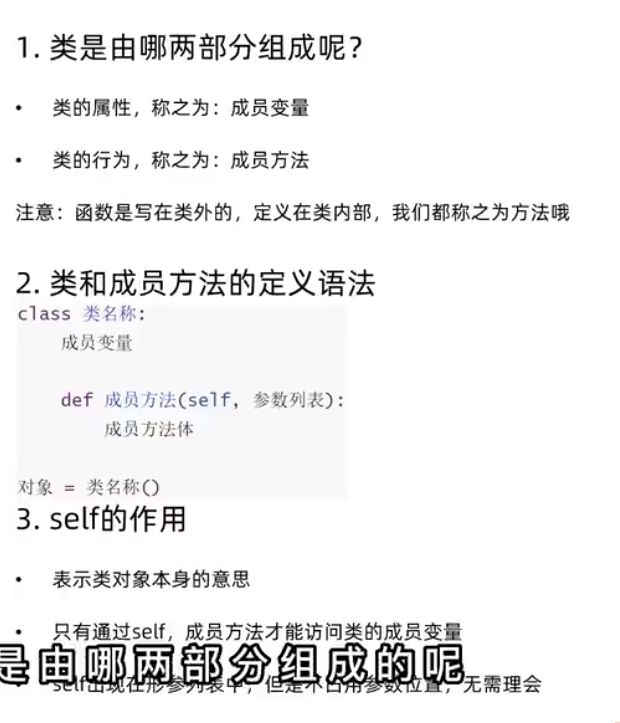 1. 类是由哪两部分组成呢？
• 类的属性，称之为：成员变量
• 类的行为，称之为：成员方法
注意：函数是写在类外的，定义在类内部，我们都称之为方法哦
2. 类和成员方法的定义语法
class 类名称:
成员变量
def 成员方法(self, 参数列表):
成员方法体
对象 = 类名称()
3. self的作用
• 表示类对象本身的意思
• 只有通过self，成员方法才能访问类的成员变量
是由哪两部分组成的呢
self出现在形参列表中，但是不占用参数位置，无需理会